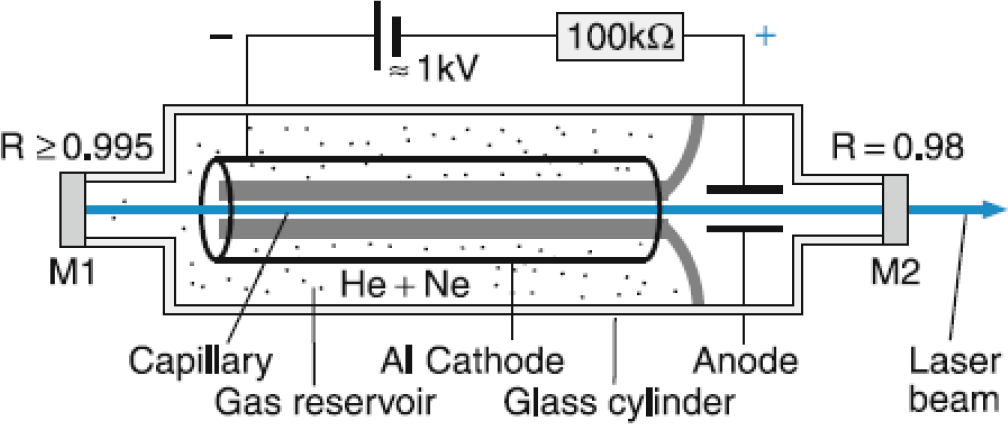 − 100kΩ +
≈ 1kV
R ≥ 0.995
R = 0.98
M1
He + Ne
M2
Capillary
Al Cathode
Anode
Laser
beam
Gas reservoir
Glass cylinder